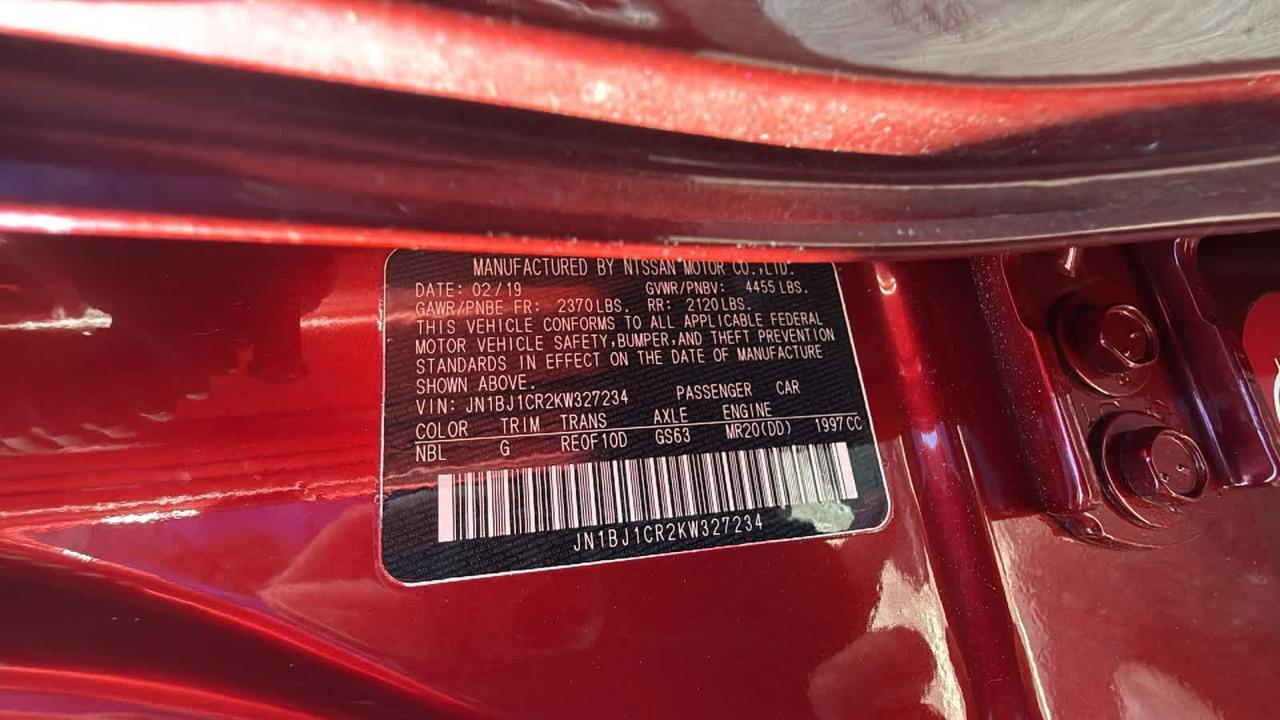 MANUFACTURED BY NISSAN MOTOR CO.,LTD.
DATE: 02/19 GVWR/PNBV: 4455 LBS.
GAWR/PNBE FR: 2370 LBS. RR: 2120 LBS.
THIS VEHICLE CONFORMS TO ALL APPLICABLE FEDERAL
MOTOR VEHICLE SAFETY,BUMPER,AND THEFT PREVENTION
STANDARDS IN EFFECT ON THE DATE OF MANUFACTURE
SHOWN ABOVE.
VIN: JN1BJ1CR2KW327234 PASSENGER CAR
COLOR TRIM TRANS AXLE ENGINE
NBL G RE0F10D GS63 MR20(DD) 1997CC
JN1BJ1CR2KW327234